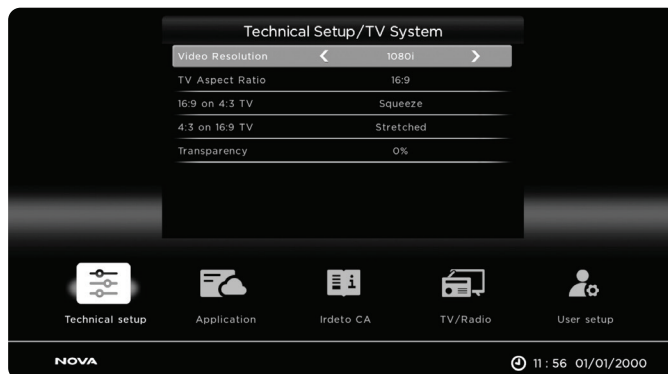 Technical Setup/TV System
Video Resolution 1080i
TV Aspect Ratio 16:9
16:9 on 4:3 TV Squeeze
4:3 on 16:9 TV Stretched
Transparency 0%
Technical setup Application Irdeto CA TV/Radio User setup
NOVA 11 : 56 01/01/2000